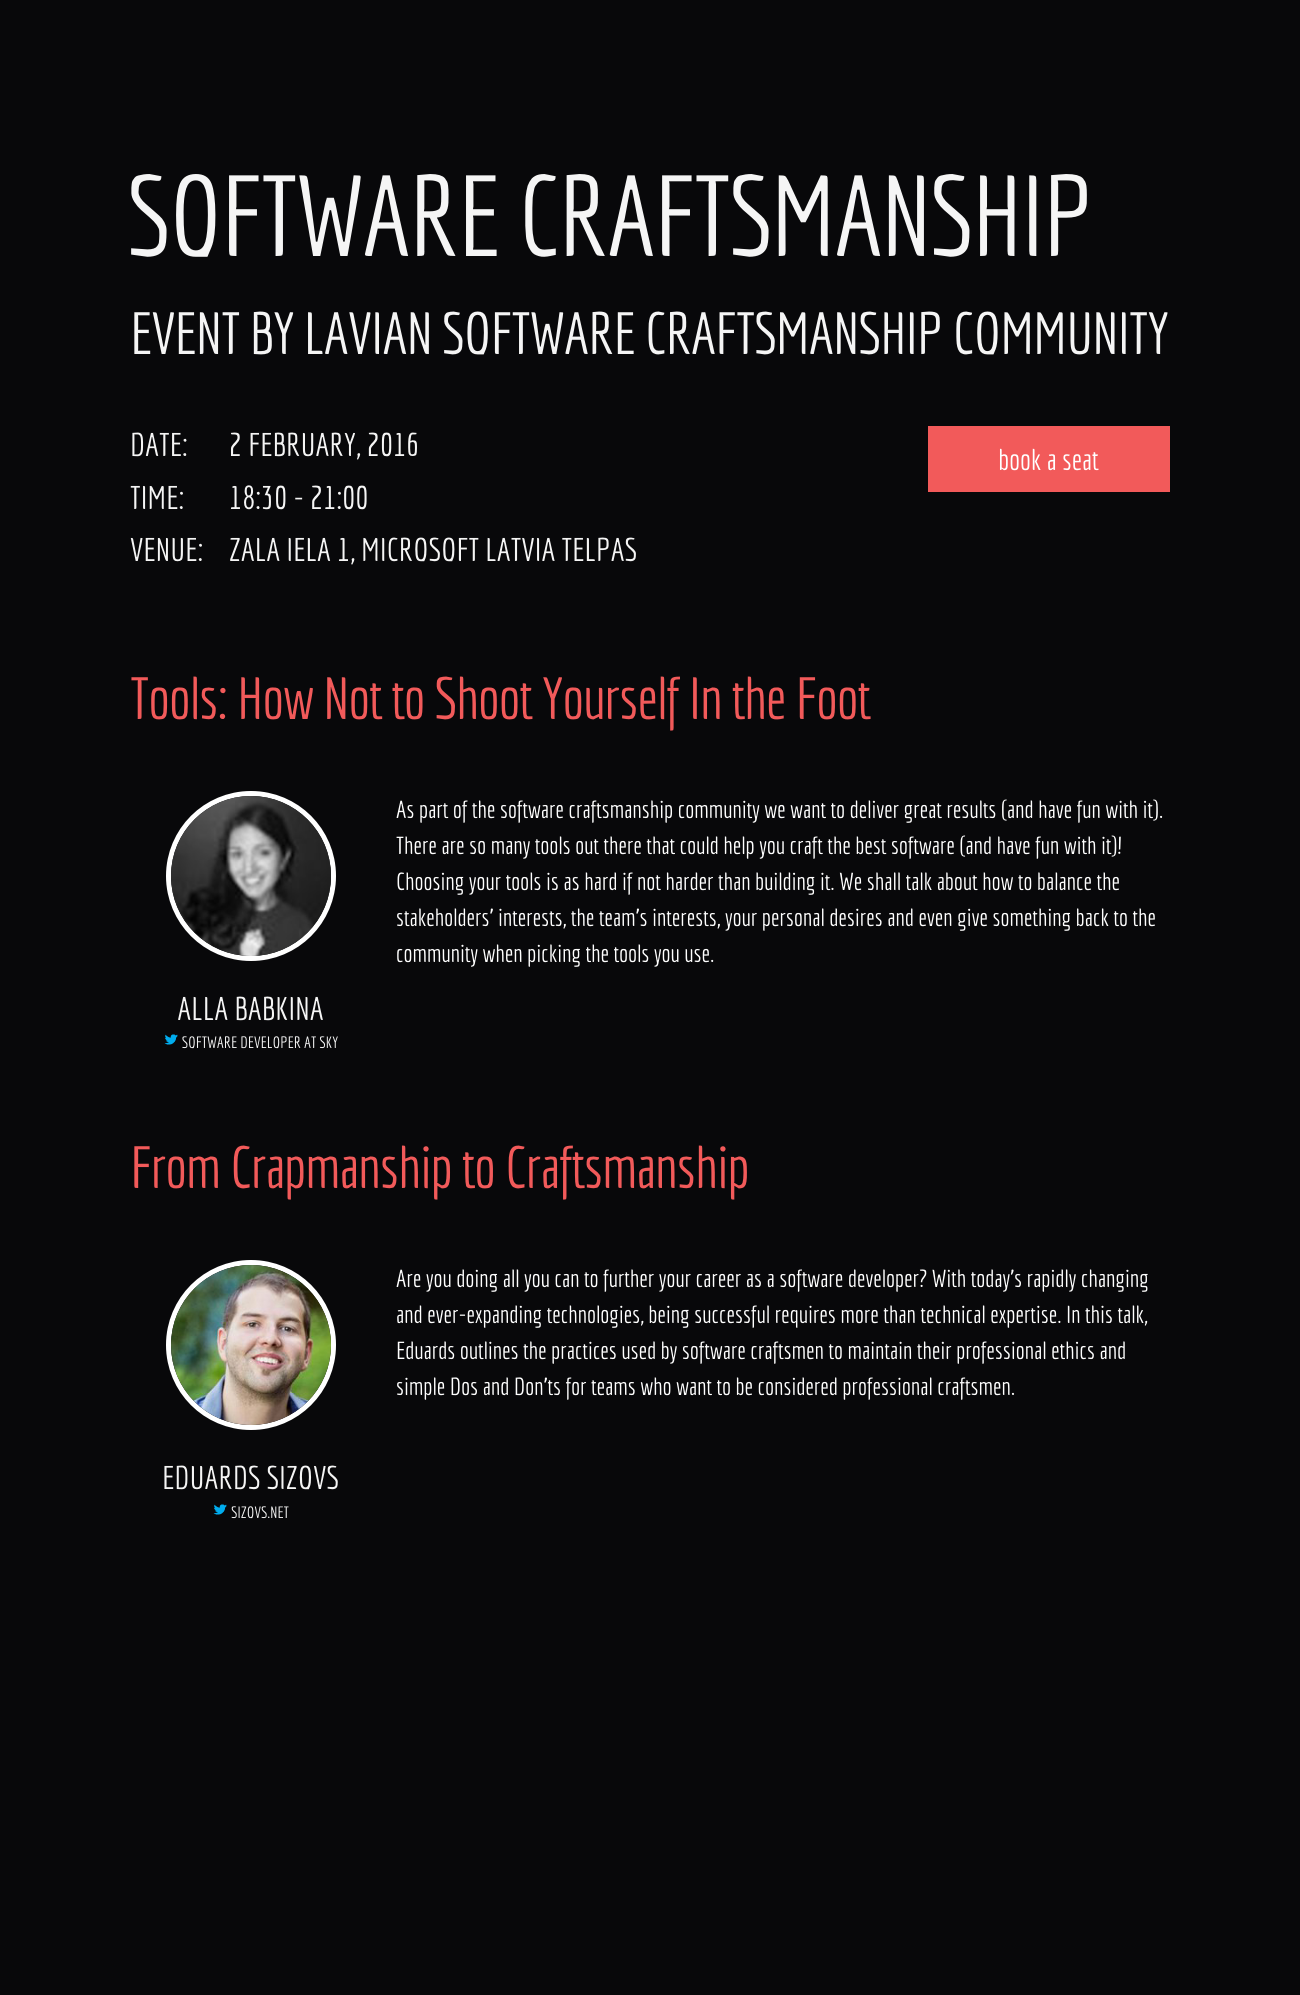 SOFTWARE CRAFTSMANSHIP
EVENT BY LAVIAN SOFTWARE CRAFTSMANSHIP COMMUNITY
DATE: 2 FEBRUARY, 2016
book a seat
TIME: 18:30 - 21:00
VENUE: ZALA IELA 1, MICROSOFT LATVIA TELPAS
Tools: How Not to Shoot Yourself In the Foot
As part of the software craftsmanship community we want to deliver great results (and have fun with it).
There are so many tools out there that could help you craft the best software (and have fun with it)!
Choosing your tools is as hard if not harder than building it. We shall talk about how to balance the
stakeholders' interests, the team's interests, your personal desires and even give something back to the
community when picking the tools you use.
ALLA BABKINA
SOFTWARE DEVELOPER AT SKY
From Crapmanship to Craftsmanship
Are you doing all you can to further your career as a software developer? With today's rapidly changing
and ever-expanding technologies, being successful requires more than technical expertise. In this talk,
Eduards outlines the practices used by software craftsmen to maintain their professional ethics and
simple Dos and Don'ts for teams who want to be considered professional craftsmen.
EDUARDS SIZOVS
SIZOVS.NET